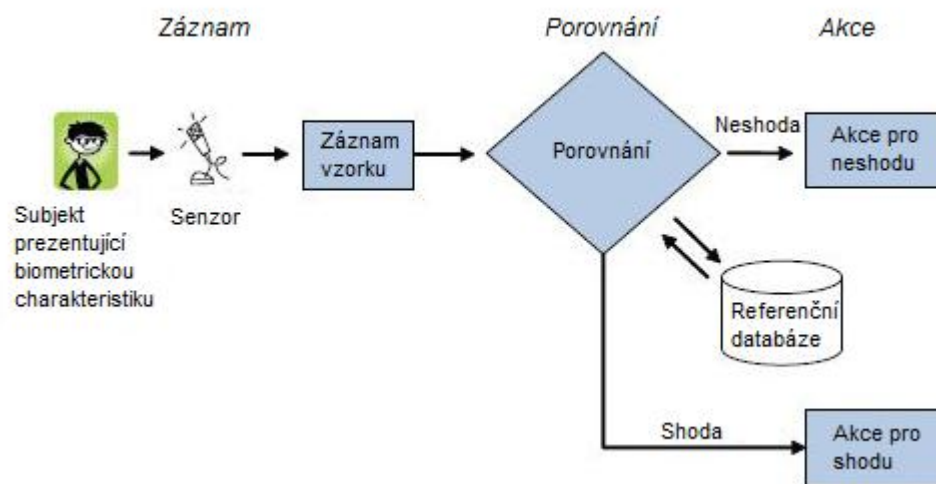 Záznam
Porovnání
Akce
Subjekt
prezentující
biometrickou
charakteristiku
Senzor
Záznam
vzorku
Porovnání
Neshoda
Akce pro
neshodu
Referenční
databáze
Shoda
Akce pro
shodu